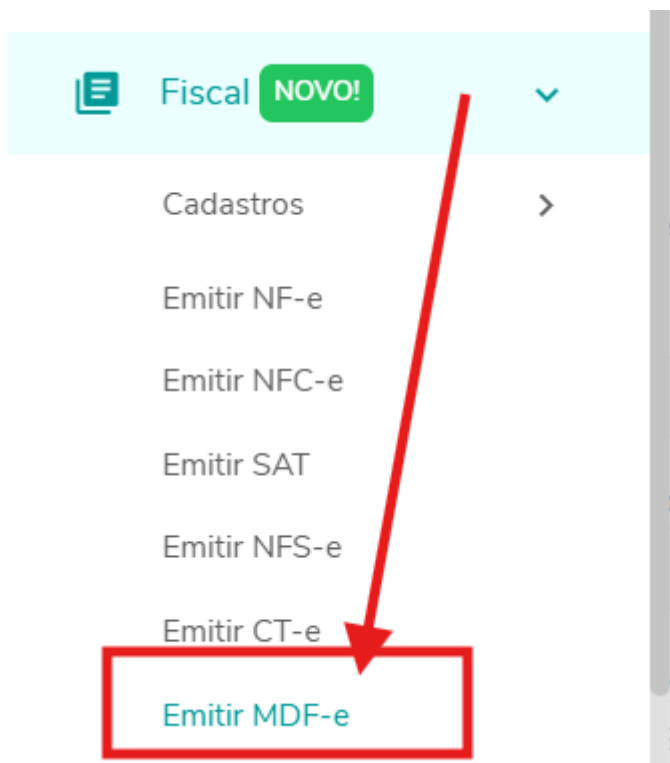 Fiscal NOVO!
Cadastros
Emitir NF-e
Emitir NFC-e
Emitir SAT
Emitir NFS-e
Emitir CT-e
Emitir MDF-e